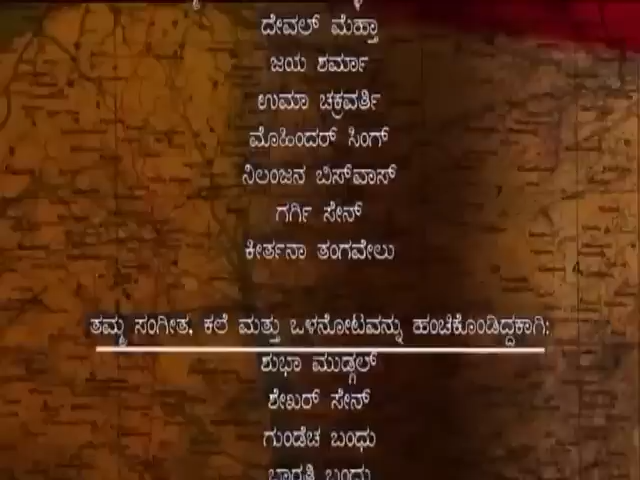 ದೇವಲ್ ಮೆಹ್ತಾ
ಜಯ ಶರ್ಮಾ
ಉಮಾ ಚಕ್ರವರ್ತಿ
ಮೊಹಿಂದರ್ ಸಿಂಗ್
ನಿಲಂಜನ ಬಿಸ್‌ವಾಸ್
ಗರ್ಗಿ ಸೇನ್
ಕೀರ್ತನಾ ತಂಗವೇಲು
ತಮ್ಮ ಸಂಗೀತ, ಕಲೆ ಮತ್ತು ಒಳನೋಟವನ್ನು ಹಂಚಿಕೊಂಡಿದ್ದಕಾಗಿ:
ಶುಭಾ ಮುಡ್ಗಲ್
ಶೇಖರ್ ಸೇನ್
ಗುಂಡೆಚ ಬಂಧು
ಭಾರತಿ ಬಂಧು